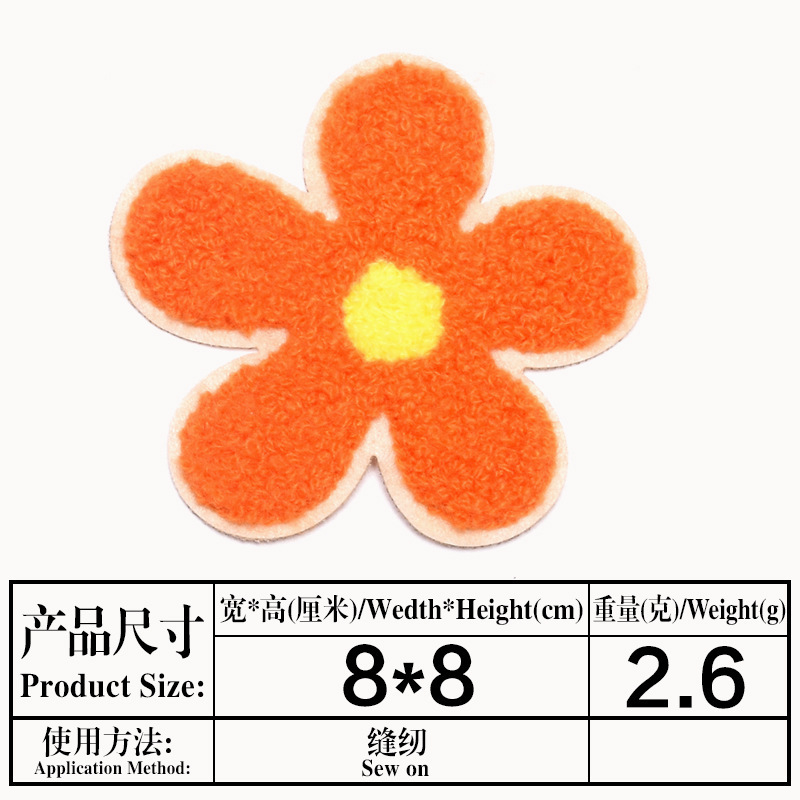 产品尺寸
Product Size:
宽*高(厘米)/Wedth*Height(cm)
重量(克)/Weight(g)
8*8
2.6
使用方法:
Application Method:
缝纫
Sew on